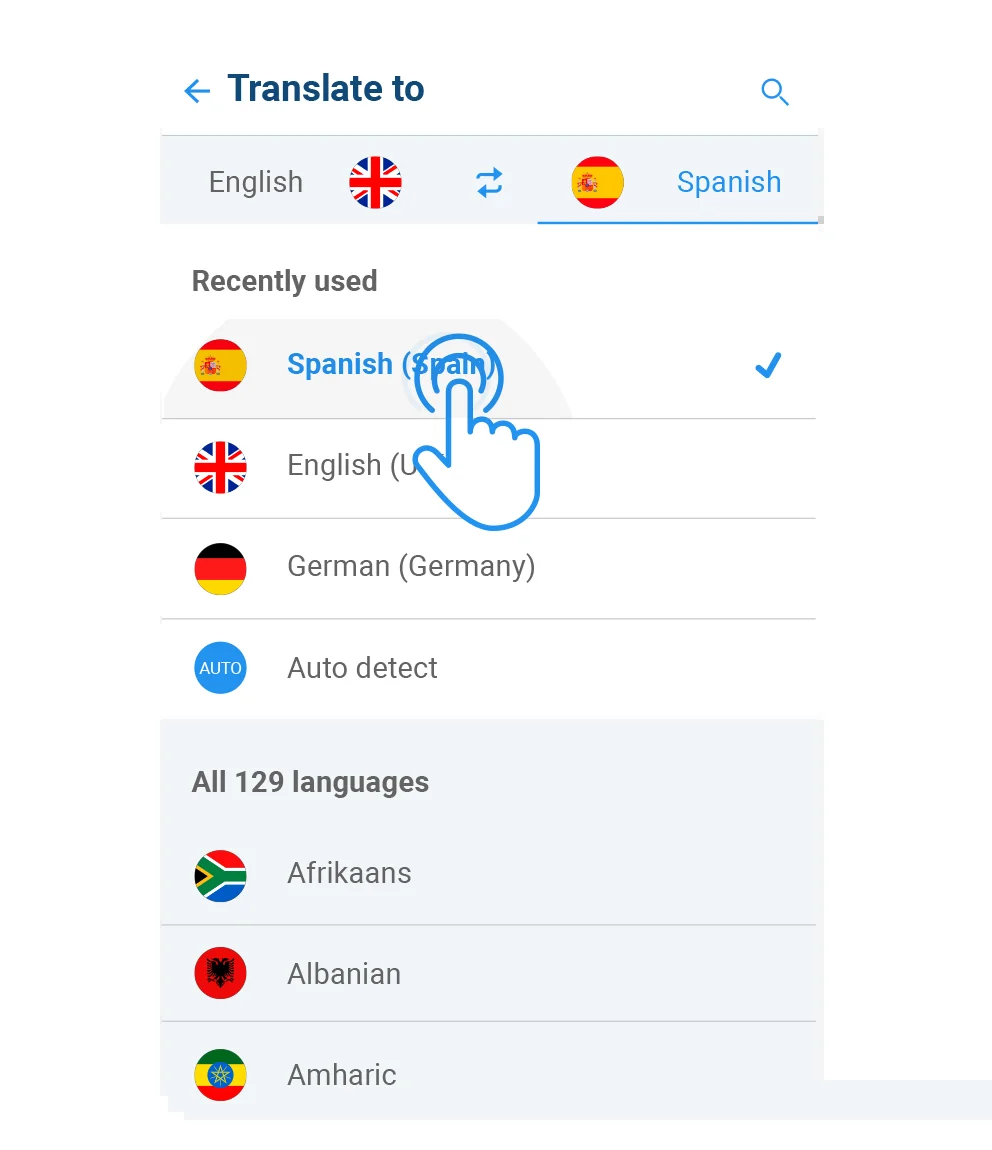 Translate to
English
Spanish
Recently used
Spanish (Spain)
English (U
German (Germany)
AUTO
Auto detect
All 129 languages
Afrikaans
Albanian
Amharic